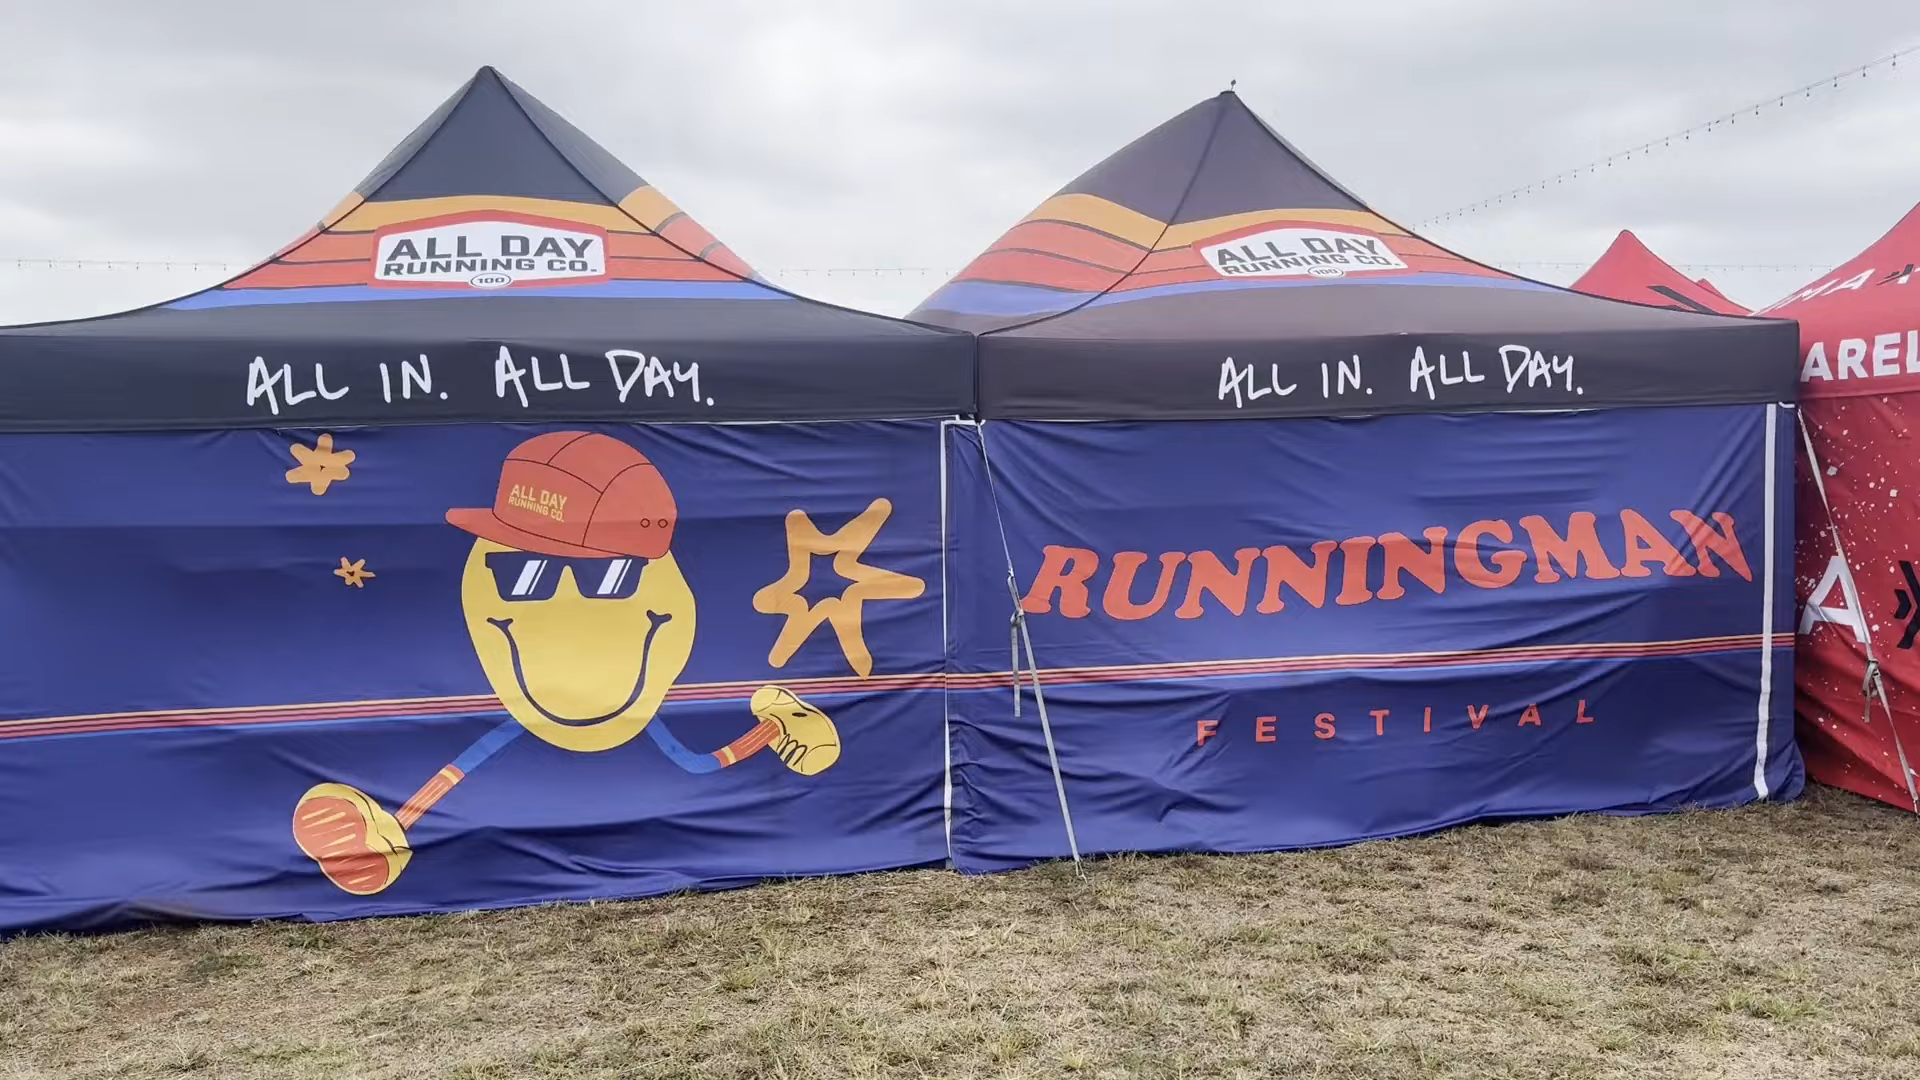 ALL DAY
RUNNING CO.
100
ALL DAY
RUNNING CO.
100
ALL IN. ALL DAY.
ALL IN. ALL DAY.
ALL DAY
RUNNING CO.
RUNNINGMAN
FESTIVAL